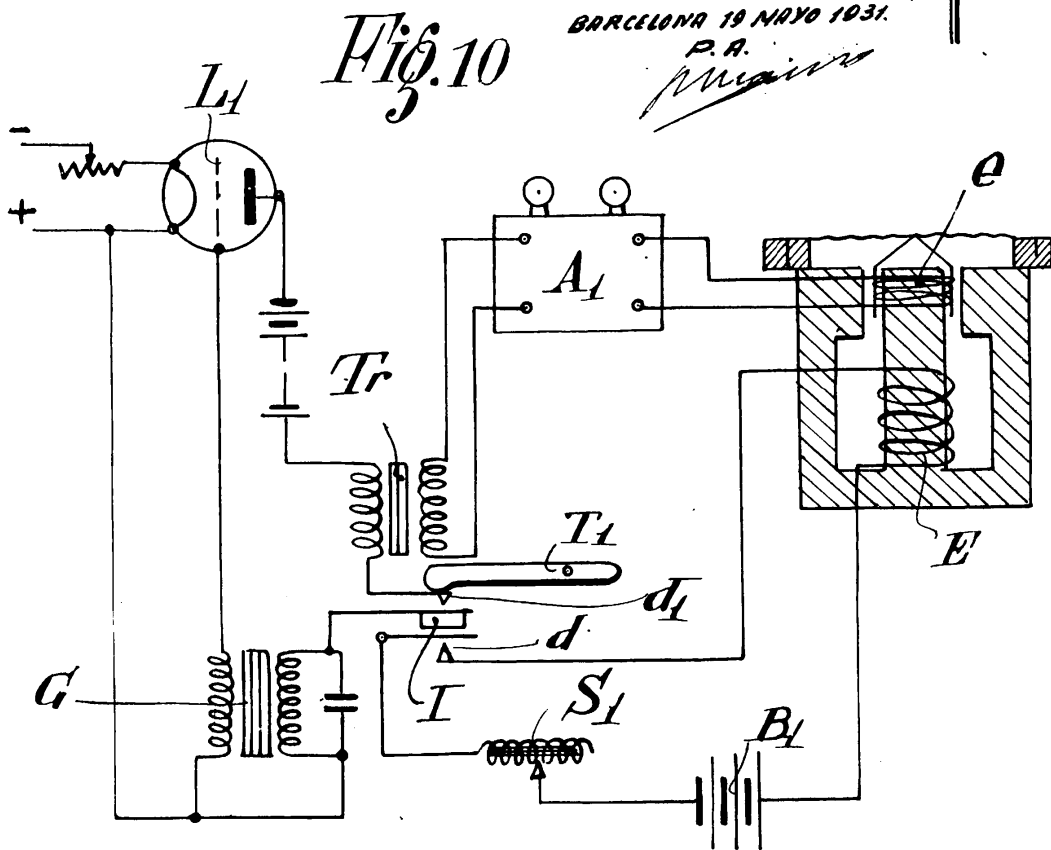 Fig. 10
BARCELONA 19 MAYO 1931.
P. A.
L1
-
+
e
A1
Tr
T1
E
d1
d
I
G
S1
B1